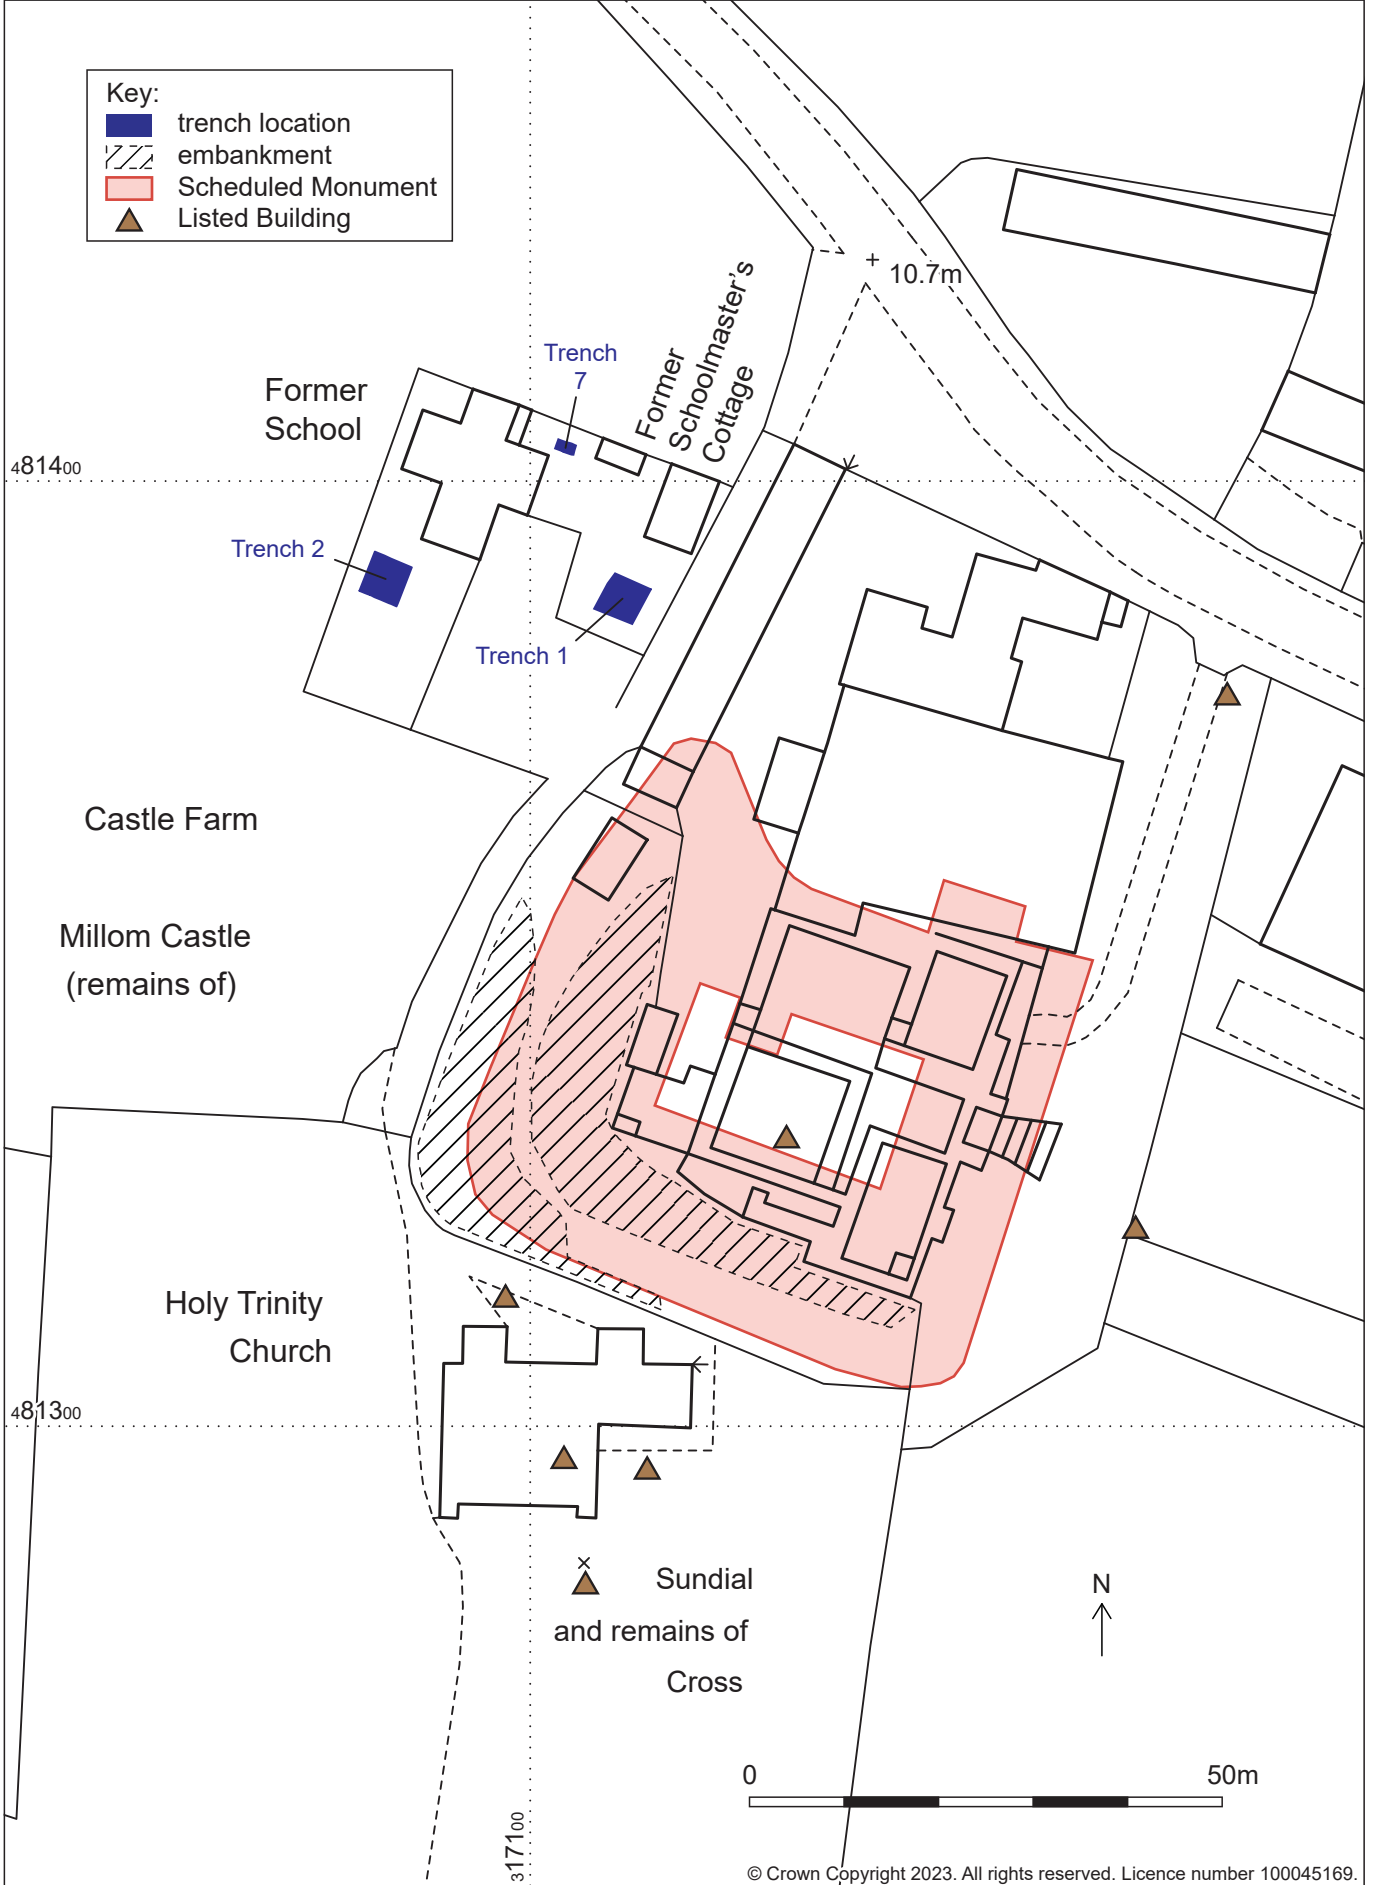 Key:
trench location
embankment
Scheduled Monument
Listed Building
10.7m
Former
Schoolmaster's
Cottage
Trench
7
Former
School
481400
Trench 2
Trench 1
Castle Farm
Millom Castle
(remains of)
Holy Trinity
Church
481300
Sundial
and remains of
Cross
N
0
50m
317100
© Crown Copyright 2023. All rights reserved. Licence number 100045169.